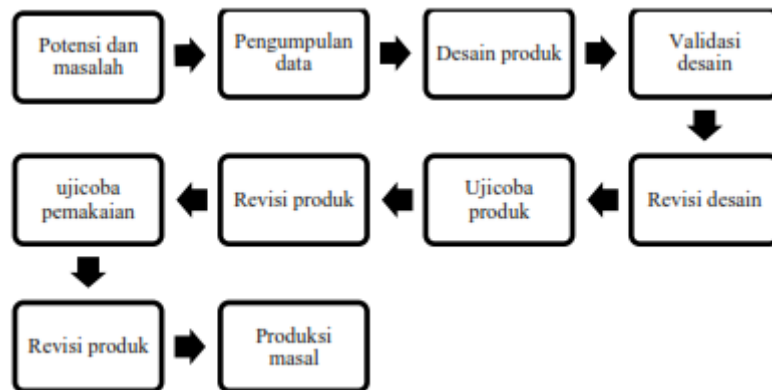 Potensi dan
masalah
Pengumpulan
data
Desain produk
Validasi
desain
Revisi desain
Ujicoba
produk
Revisi produk
ujicoba
pemakaian
Revisi produk
Produksi
masal